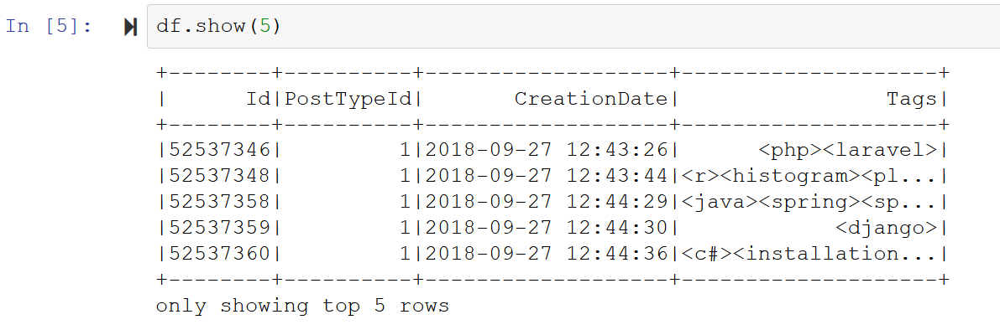 In [5]: df.show(5)
+--------+----------+-------------------+--------------------+
|      Id|PostTypeId|       CreationDate|                Tags|
+--------+----------+-------------------+--------------------+
|52537346|         1|2018-09-27 12:43:26|      <php><laravel>|
|52537348|         1|2018-09-27 12:43:44|<r><histogram><pl...|
|52537358|         1|2018-09-27 12:44:29|<java><spring><sp...|
|52537359|         1|2018-09-27 12:44:30|            <django>|
|52537360|         1|2018-09-27 12:44:36|<c#><installation...|
+--------+----------+-------------------+--------------------+
only showing top 5 rows